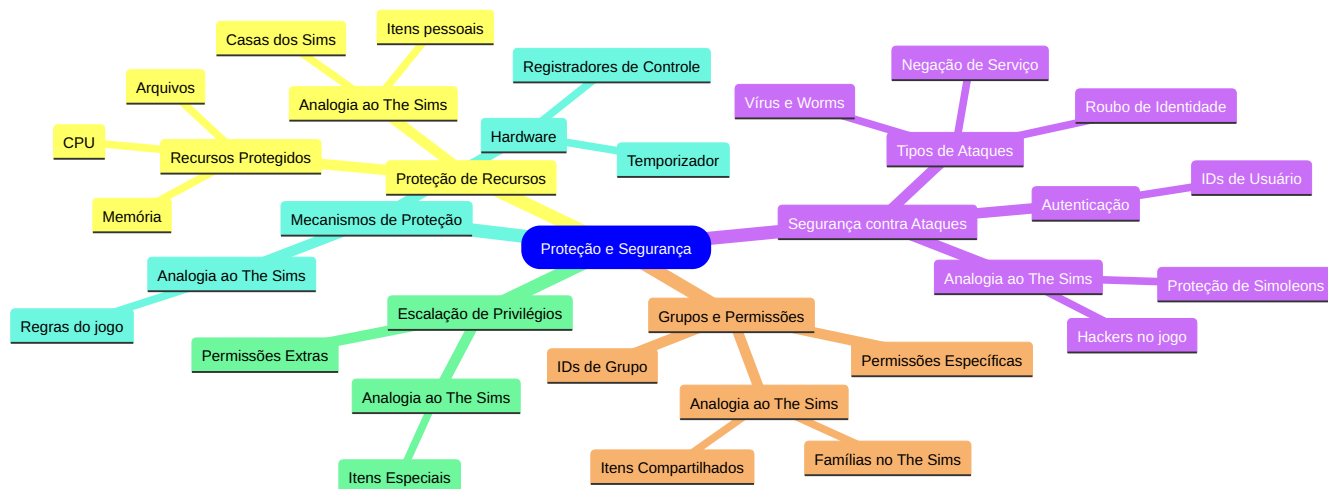 Itens pessoais
Casas dos Sims
Analogia ao The Sims
Arquivos
CPU
Recursos Protegidos
Memória
Proteção de Recursos
Registradores de Controle
Hardware
Temporizador
Mecanismos de Proteção
Analogia ao The Sims
Regras do jogo
Proteção e Segurança
Negação de Serviço
Vírus e Worms
Roubo de Identidade
Tipos de Ataques
IDs de Usuário
Autenticação
Segurança contra Ataques
Analogia ao The Sims
Proteção de Simoleons
Hackers no jogo
Escalação de Privilégios
Permissões Extras
Analogia ao The Sims
Itens Especiais
Grupos e Permissões
IDs de Grupo
Permissões Específicas
Analogia ao The Sims
Itens Compartilhados
Famílias no The Sims